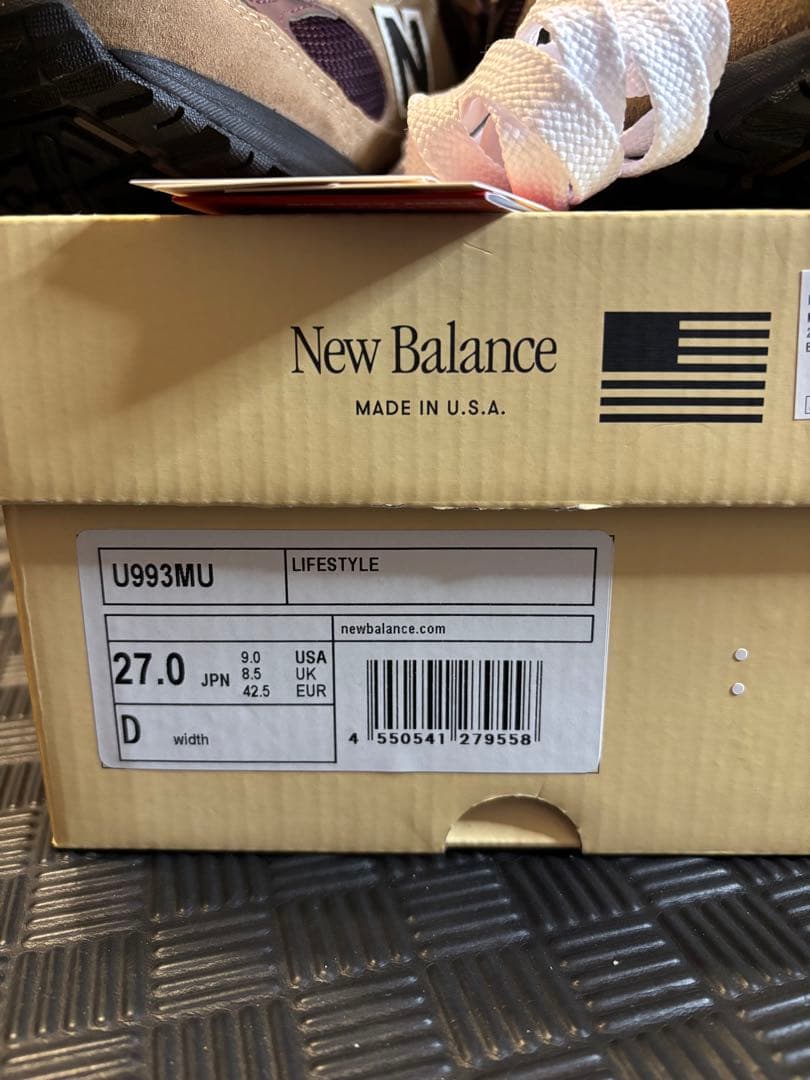 N
New Balance
MADE IN U.S.A.
U993MU
LIFESTYLE
newbalance.com
27.0 JPN
9.0 USA
8.5 UK
42.5 EUR
D width
4 550541 279558